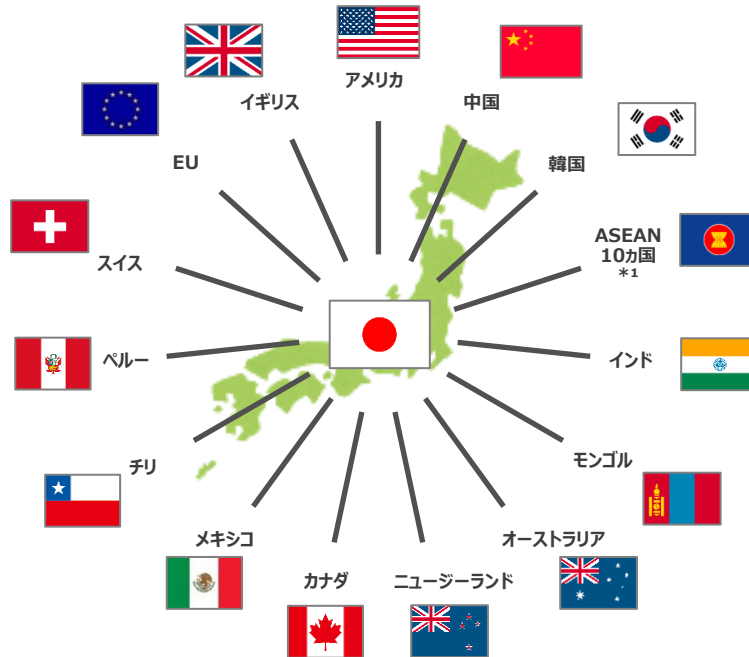 アメリカ
中国
韓国
ASEAN
10ヵ国
*1
インド
モンゴル
オーストラリア
ニュージーランド
カナダ
メキシコ
チリ
ペルー
スイス
EU
イギリス